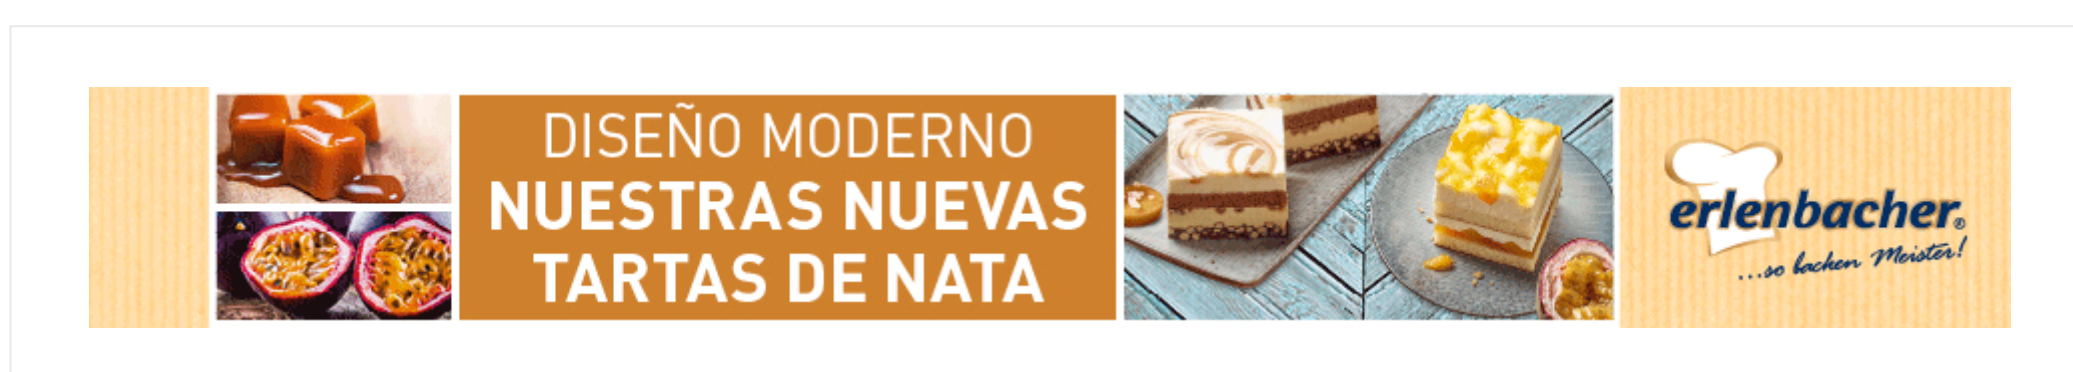 DISEÑO MODERNO
NUESTRAS NUEVAS
TARTAS DE NATA
erlenbacher®
...so backen Meister!